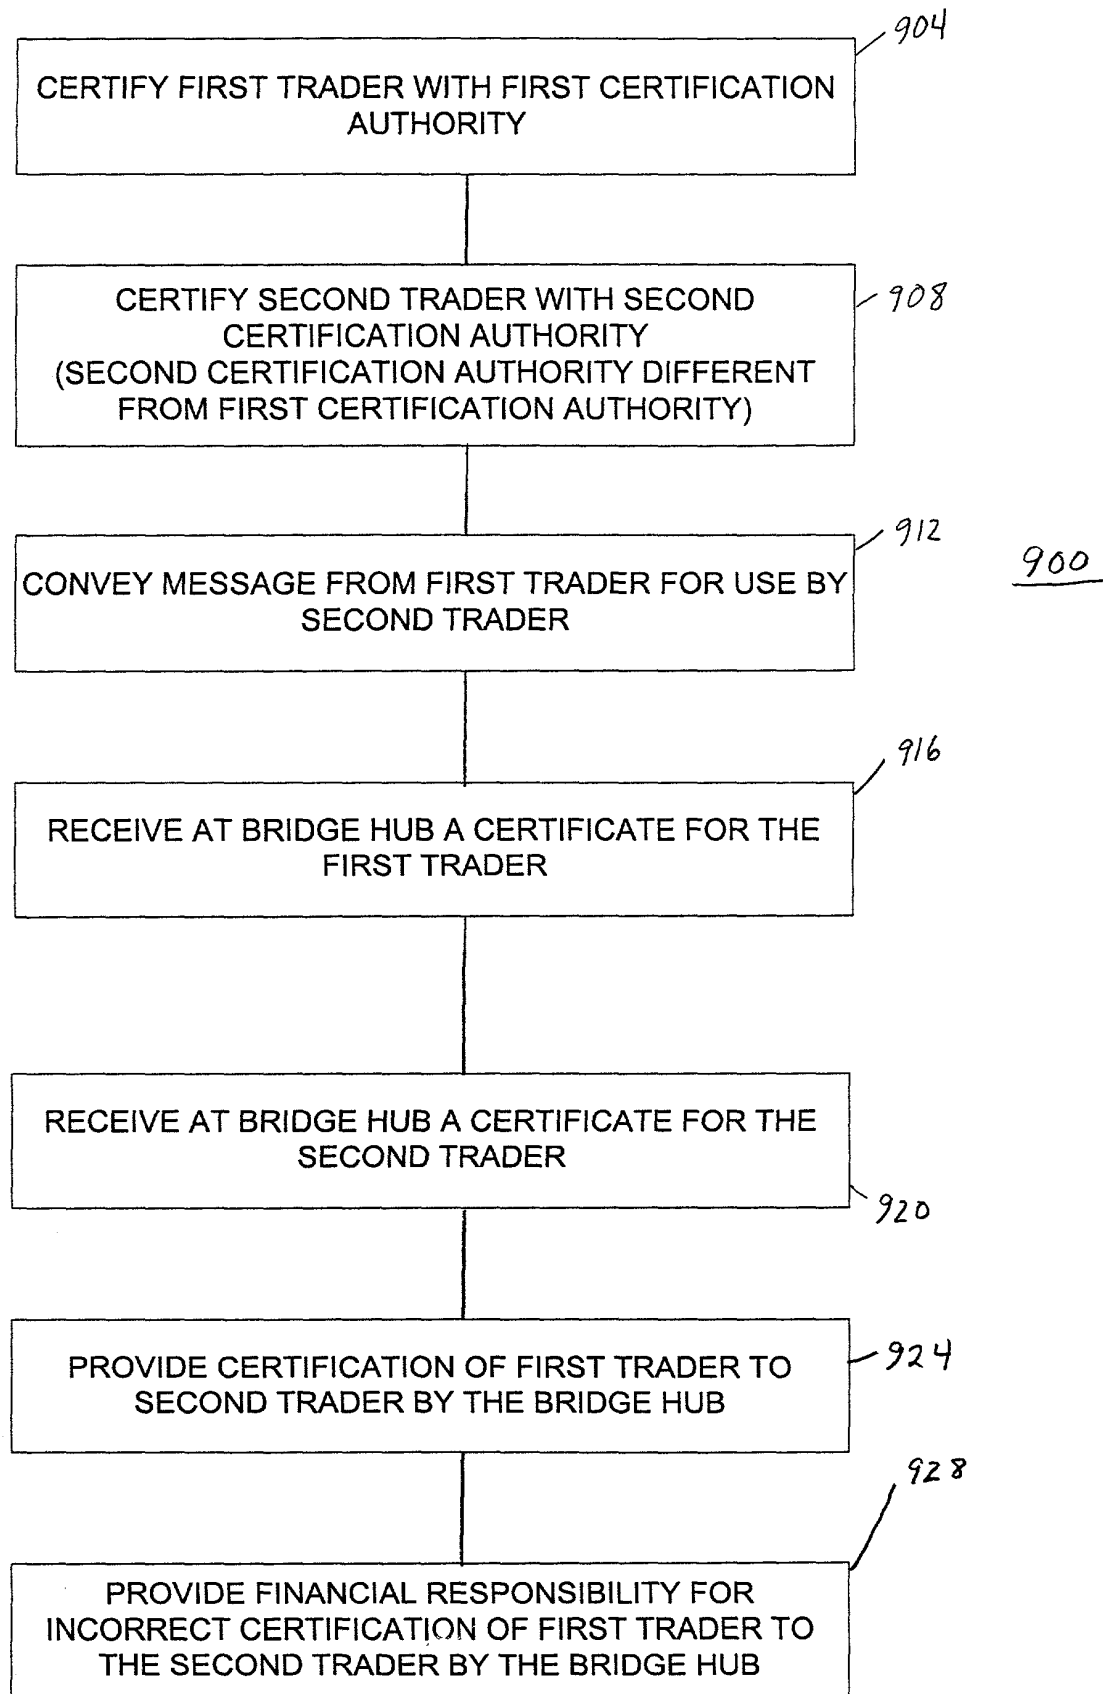 904
CERTIFY FIRST TRADER WITH FIRST CERTIFICATION
AUTHORITY
CERTIFY SECOND TRADER WITH SECOND
CERTIFICATION AUTHORITY
(SECOND CERTIFICATION AUTHORITY DIFFERENT
FROM FIRST CERTIFICATION AUTHORITY)
908
912
CONVEY MESSAGE FROM FIRST TRADER FOR USE BY
SECOND TRADER
900
916
RECEIVE AT BRIDGE HUB A CERTIFICATE FOR THE
FIRST TRADER
RECEIVE AT BRIDGE HUB A CERTIFICATE FOR THE
SECOND TRADER
920
PROVIDE CERTIFICATION OF FIRST TRADER TO
SECOND TRADER BY THE BRIDGE HUB
924
928
PROVIDE FINANCIAL RESPONSIBILITY FOR
INCORRECT CERTIFICATION OF FIRST TRADER TO
THE SECOND TRADER BY THE BRIDGE HUB